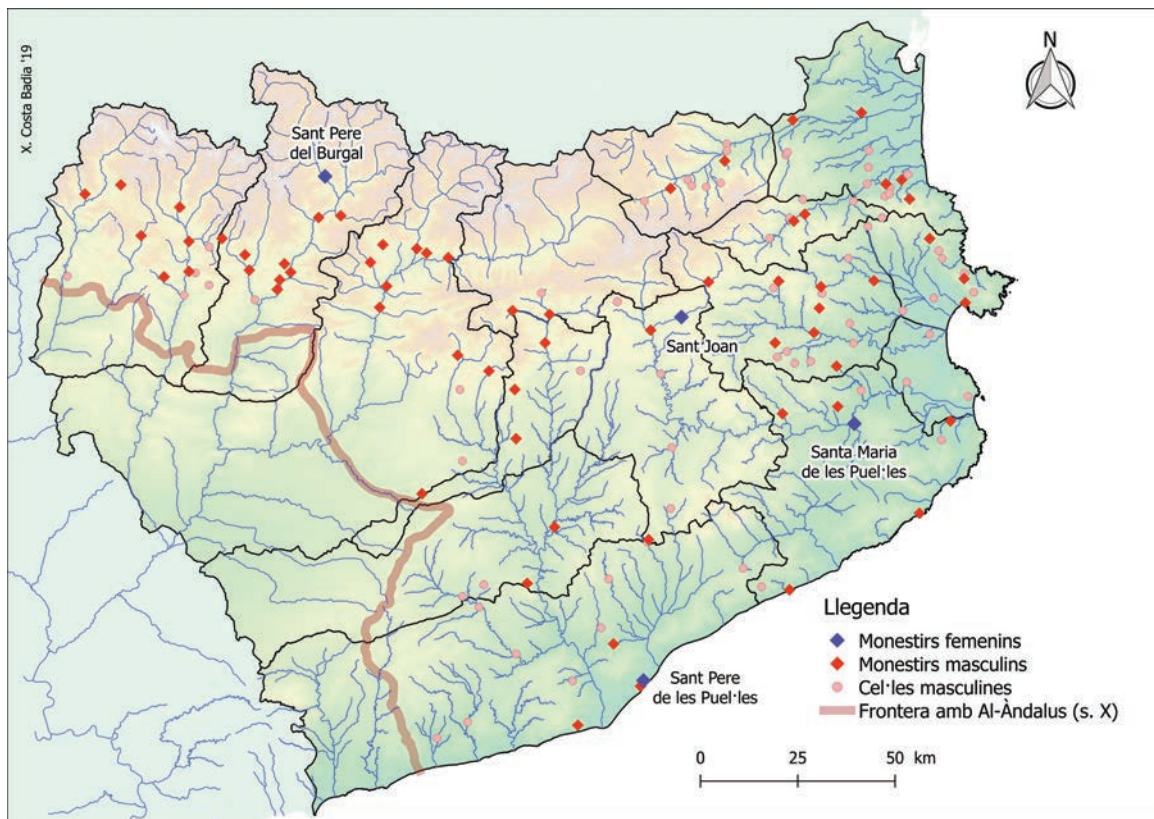 X. Costa Badia '19
N
Sant Pere
del Burgal
Sant Joan
Santa Maria
de les Puel·les
Sant Pere
de les Puel·les
Llegenda
Monestirs femenins
Monestirs masculins
Cel·les masculines
Frontera amb Al-Àndalus (s. X)
0 25 50 km